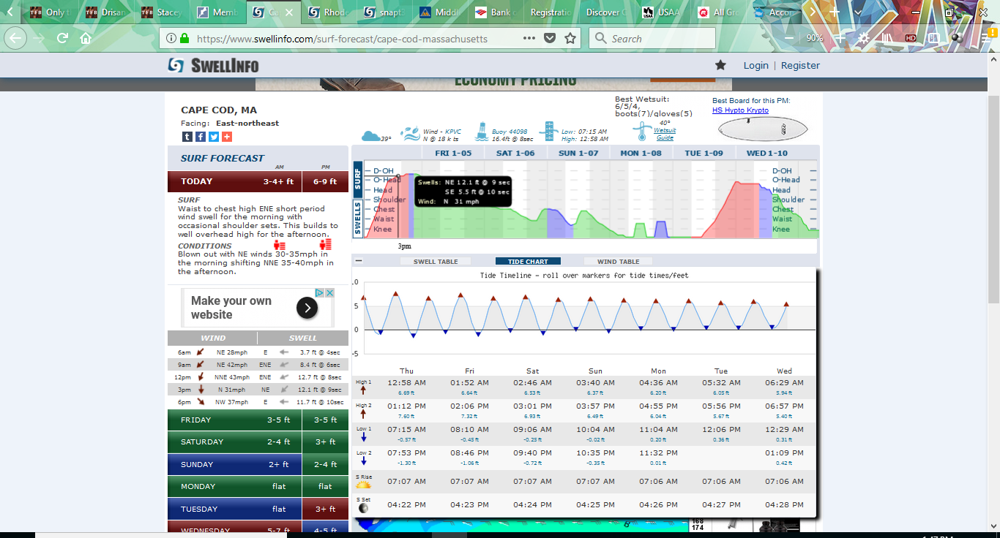 Only t
Drisan
Stacey
Memb
Ca
Rhode
snapt
Middl
Bank o
Registratio
Discover C
USAA
All Gro
Accor
https://www.swellinfo.com/surf-forecast/cape-cod-massachusetts
Search
90%
SWELLINFO
Login | Register
ECONOMY PRICING
CAPE COD, MA
Facing: East-northeast
39°
Wind - KPVC
N @ 18 k ts
Buoy 44098
16.4ft @ 8sec
Low: 07:15 AM
High: 12:58 AM
Best Wetsuit:
6/5/4,
boots(7)/gloves(5)
40°
Wetsuit
Guide
Best Board for this PM:
HS Hypto Krypto
SURF FORECAST
AM PM
TODAY 3-4+ ft 6-9 ft
SURF
Waist to chest high ENE short period
wind swell for the morning with
occasional shoulder sets. This builds to
well overhead high for the afternoon.
CONDITIONS
Blown out with NE winds 30-35mph in
the morning shifting NNE 35-40mph in
the afternoon.
Make your own
website
WIND SWELL
6am NE 28mph E 3.7 ft @ 4sec
9am NE 42mph ENE 8.4 ft @ 6sec
12pm NNE 43mph ENE 12.7 ft @ 8sec
3pm N 31mph NE 12.1 ft @ 9sec
6pm NW 37mph E 11.7 ft @ 10sec
FRIDAY 3-5 ft 3-5 ft
SATURDAY 2-4 ft 3+ ft
SUNDAY 2+ ft 2-4 ft
MONDAY flat flat
TUESDAY flat 3+ ft
WEDNESDAY 5-7 ft 4-5 ft
FRI 1-05 SAT 1-06 SUN 1-07 MON 1-08 TUE 1-09 WED 1-10
SURF
SWELLS
D-OH
O-Head
Head
Shoulder
Chest
Waist
Knee
Swells: NE 12.1 ft @ 9 sec
SE 5.5 ft @ 10 sec
Wind: N 31 mph
D-OH
O-Head
Head
Shoulder
Chest
Waist
Knee
3pm
SWELL TABLE TIDE CHART WIND TABLE
Tide Timeline - roll over markers for tide times/feet
.0
5
0
-5
Thu Fri Sat Sun Mon Tue Wed
High 1 12:58 AM 01:52 AM 02:46 AM 03:40 AM 04:36 AM 05:32 AM 06:29 AM
6.69 ft 6.64 ft 6.53 ft 6.37 ft 6.20 ft 6.05 ft 5.94 ft
High 2 01:12 PM 02:06 PM 03:01 PM 03:57 PM 04:55 PM 05:56 PM 06:57 PM
7.60 ft 7.32 ft 6.93 ft 6.49 ft 6.04 ft 5.67 ft 5.40 ft
Low 1 07:15 AM 08:10 AM 09:06 AM 10:04 AM 11:04 AM 12:06 PM 12:29 AM
-0.57 ft -0.45 ft -0.25 ft -0.02 ft 0.20 ft 0.36 ft 0.31 ft
Low 2 07:53 PM 08:46 PM 09:40 PM 10:35 PM 11:32 PM 01:09 PM
-1.30 ft -1.06 ft -0.72 ft -0.35 ft 0.01 ft 0.42 ft
S Rise 07:07 AM 07:07 AM 07:07 AM 07:07 AM 07:06 AM 07:06 AM 07:06 AM
S Set 04:22 PM 04:23 PM 04:24 PM 04:25 PM 04:26 PM 04:27 PM 04:28 PM
168
174